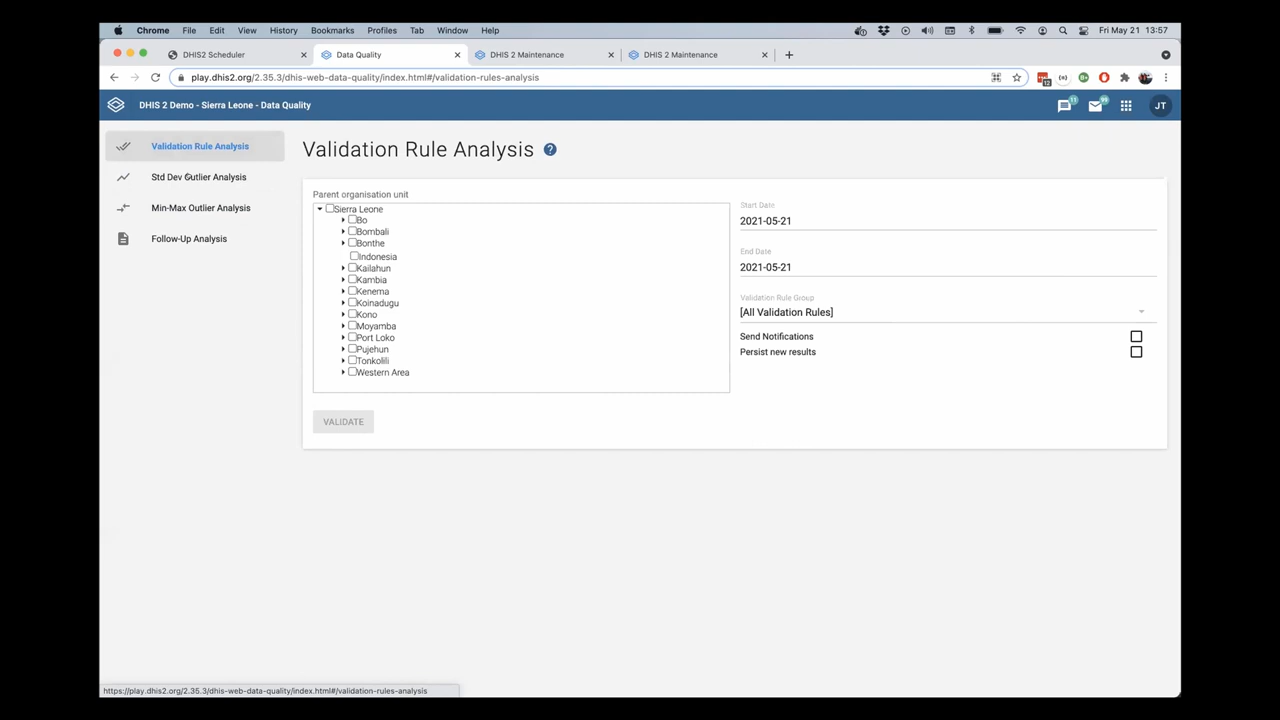 Chrome File Edit View History Bookmarks Profiles Tab Window Help Fri May 21 13:57
DHIS2 Scheduler Data Quality DHIS 2 Maintenance DHIS 2 Maintenance
play.dhis2.org/2.35.3/dhis-web-data-quality/index.html#/validation-rules-analysis
DHIS 2 Demo - Sierra Leone - Data Quality
JT
Validation Rule Analysis
Std Dev Outlier Analysis
Min-Max Outlier Analysis
Follow-Up Analysis
Validation Rule Analysis
Parent organisation unit
Sierra Leone
Bo
Bombali
Bonthe
Indonesia
Kailahun
Kambia
Kenema
Koinadugu
Kono
Moyamba
Port Loko
Pujehun
Tonkolili
Western Area
VALIDATE
Start Date
2021-05-21
End Date
2021-05-21
Validation Rule Group
[All Validation Rules]
Send Notifications
Persist new results
https://play.dhis2.org/2.35.3/dhis-web-data-quality/index.html#/validation-rules-analysis